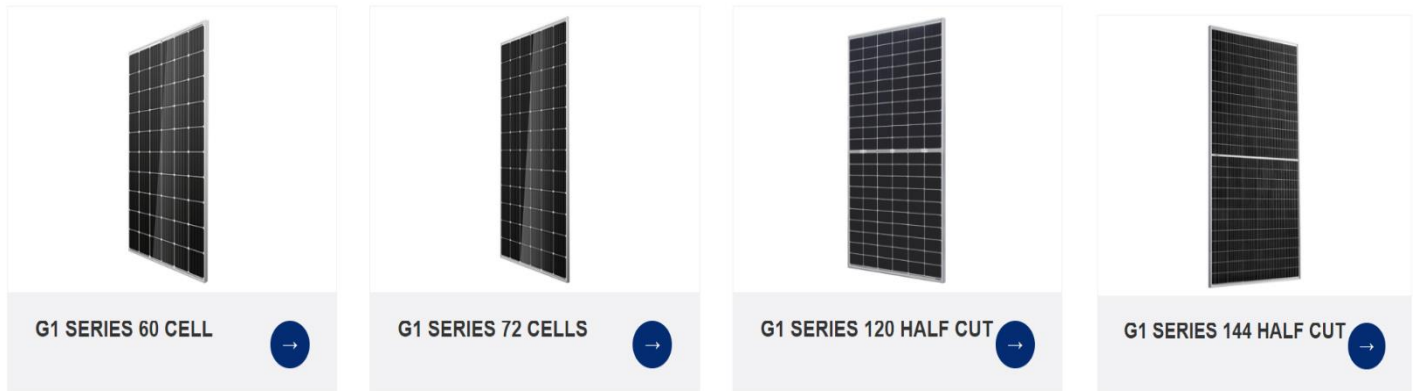 G1 SERIES 60 CELL
G1 SERIES 72 CELLS
G1 SERIES 120 HALF CUT
G1 SERIES 144 HALF CUT